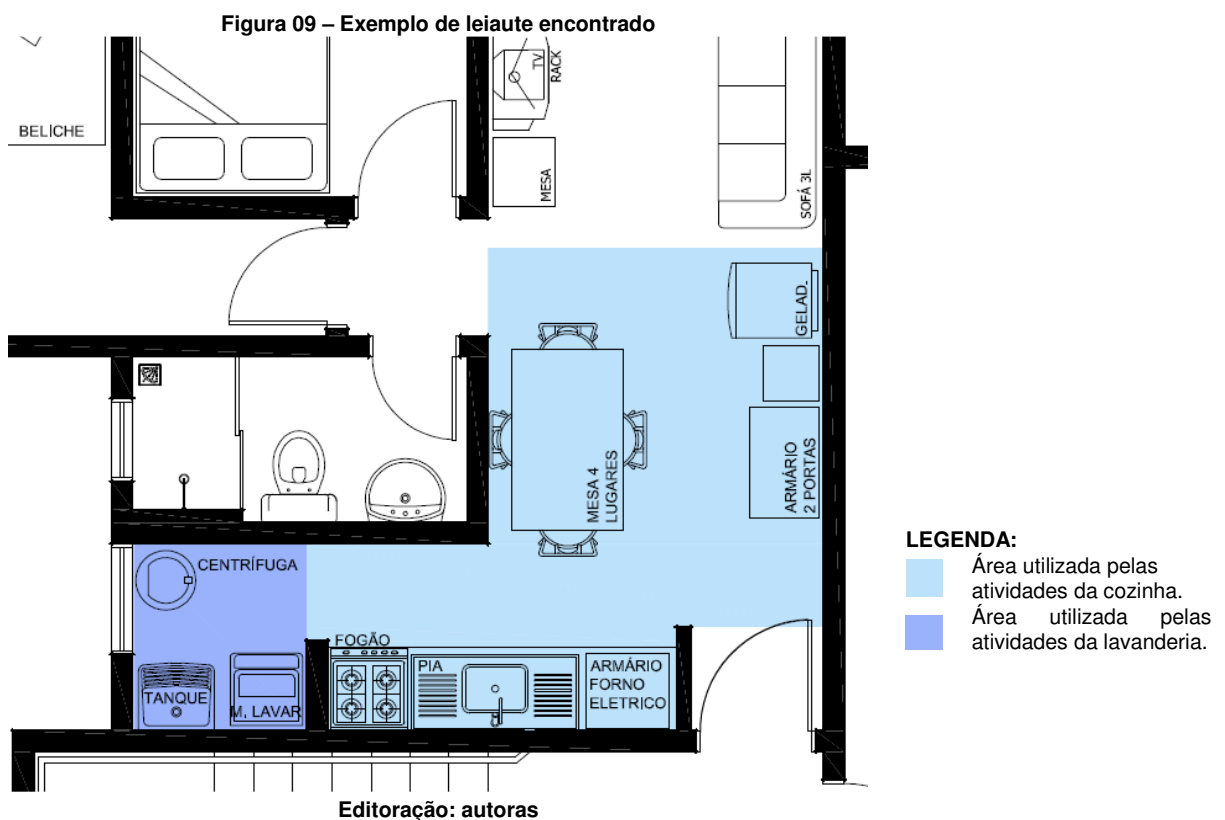 Figura 09 – Exemplo de leiaute encontrado
BELICHE
TV
RACK
MESA
SOFÁ 3L
GELAD.
MESA 4
LUGARES
ARMÁRIO
2 PORTAS
CENTRÍFUGA
FOGÃO
PIA
ARMÁRIO
FORNO
ELETRICO
TANQUE
M. LAVAR
LEGENDA:
Área utilizada pelas
atividades da cozinha.
Área utilizada pelas
atividades da lavanderia.
Editoração: autoras